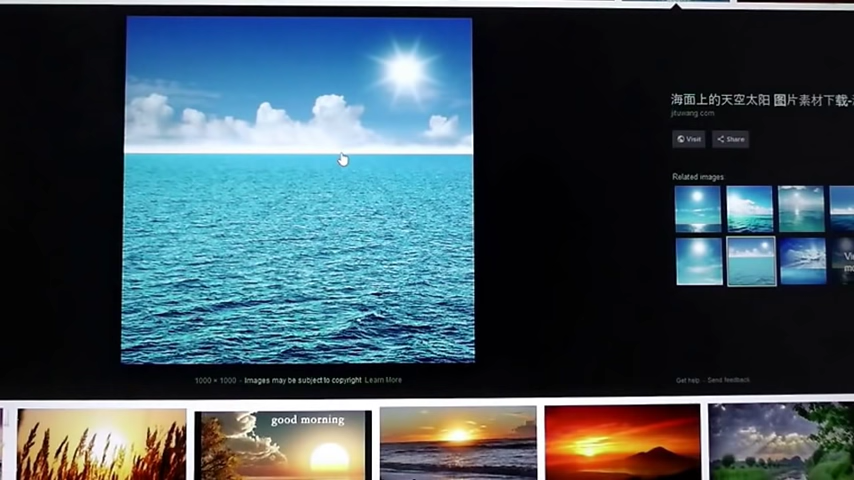 海面上的天空太阳 图片素材下载-
jituwang.com
Visit
Share
Related images
1000 × 1000 - Images may be subject to copyright Learn More
Get help - Send feedback
good morning